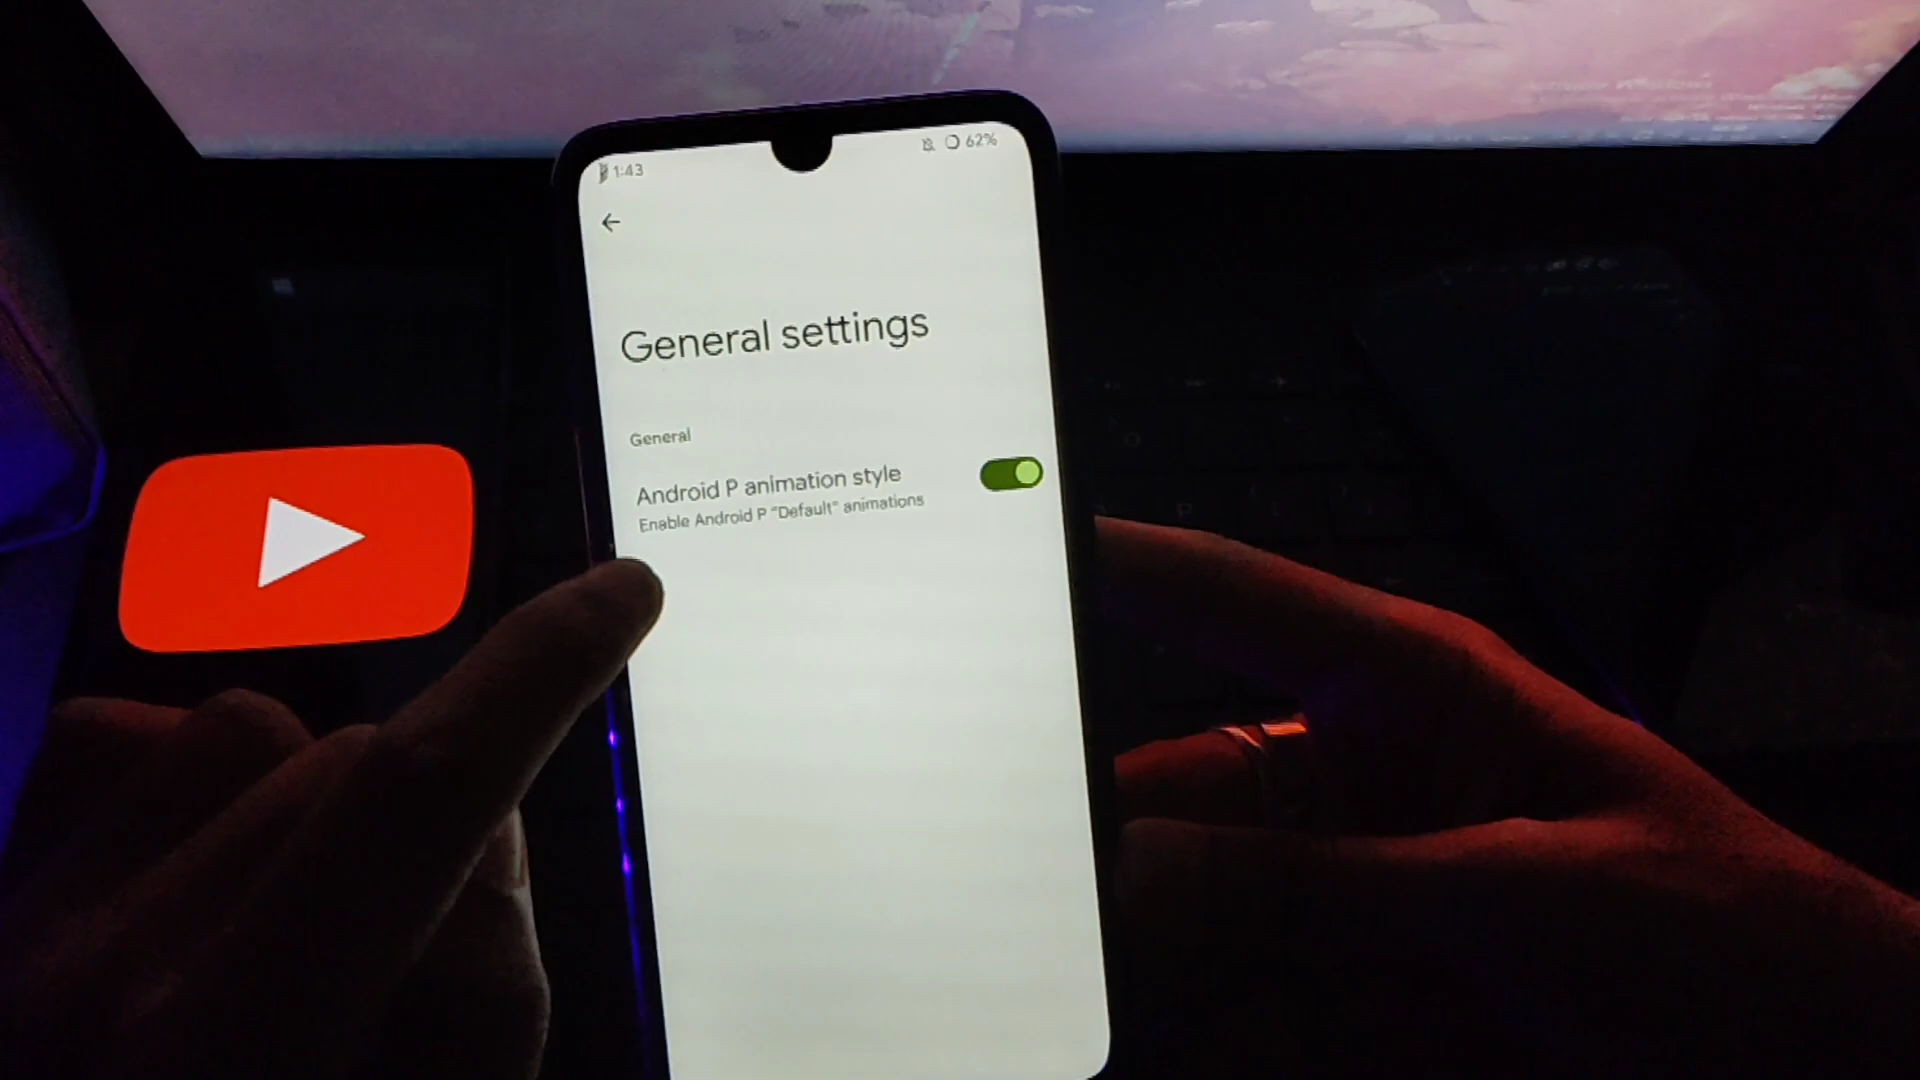 1:43
62%
General settings
General
Android P animation style
Enable Android P "Default" animations